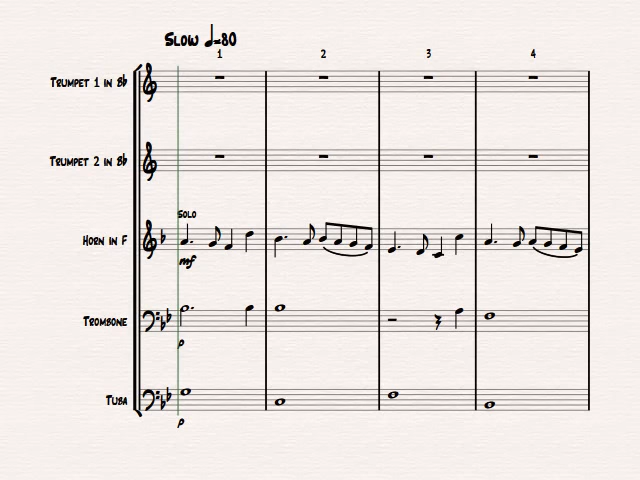 Slow ♩=80
1 2 3 4
Trumpet 1 in B♭
Trumpet 2 in B♭
Solo
Horn in F
mf
Trombone
p
Tuba
p